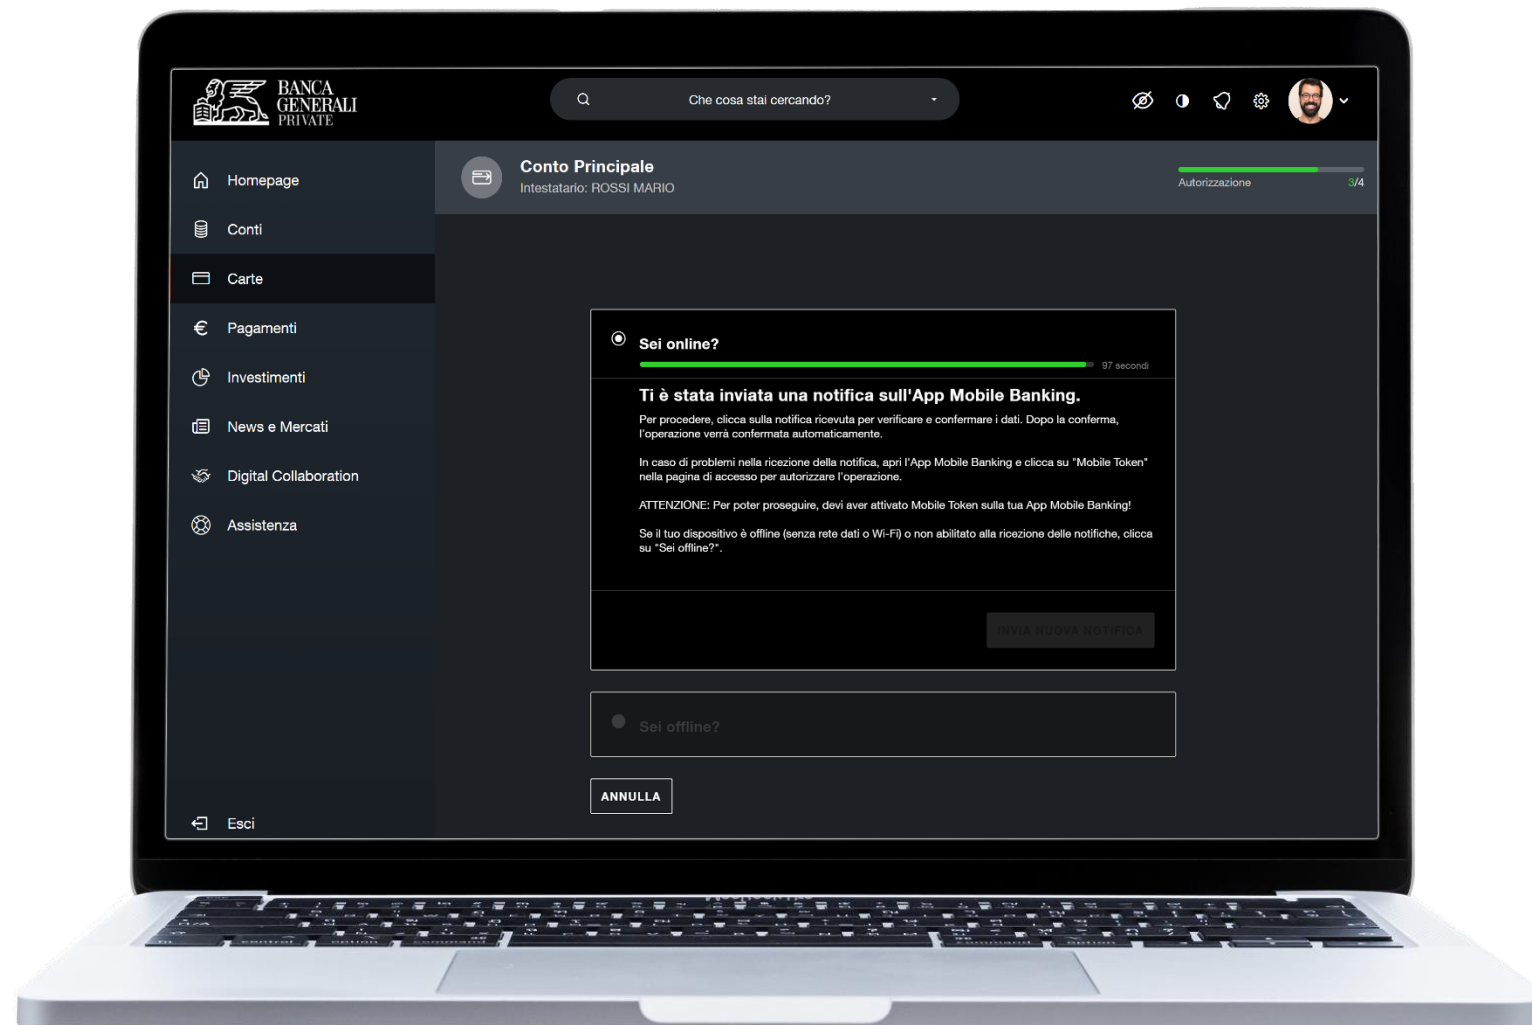 BANCA
GENERALI
PRIVATE
Che cosa stai cercando?
Homepage
Conti
Carte
Pagamenti
Investimenti
News e Mercati
Digital Collaboration
Assistenza
Esci
Conto Principale
Intestatario: ROSSI MARIO
Autorizzazione 3/4
Sei online?
97 secondi
Ti è stata inviata una notifica sull'App Mobile Banking.
Per procedere, clicca sulla notifica ricevuta per verificare e confermare i dati. Dopo la conferma,
l'operazione verrà confermata automaticamente.
In caso di problemi nella ricezione della notifica, apri l'App Mobile Banking e clicca su "Mobile Token"
nella pagina di accesso per autorizzare l'operazione.
ATTENZIONE: Per poter proseguire, devi aver attivato Mobile Token sulla tua App Mobile Banking!
Se il tuo dispositivo è offline (senza rete dati o Wi-Fi) o non abilitato alla ricezione delle notifiche, clicca
su "Sei offline?".
INVIA NUOVA NOTIFICA
Sei offline?
ANNULLA
control option command command option